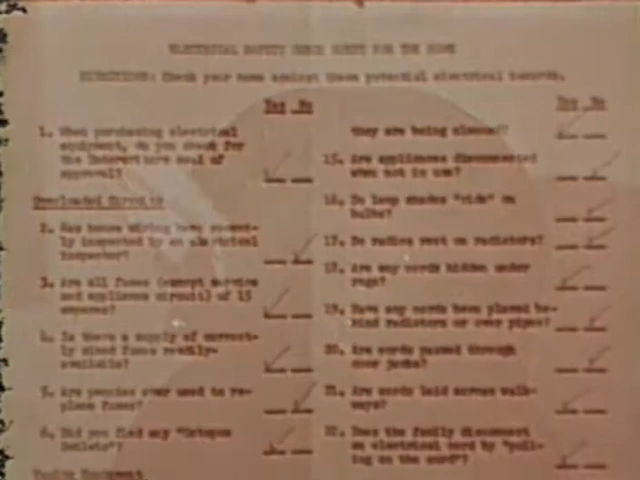 ELECTRICAL SAFETY CHECK SHEET FOR THE HOME
DIRECTIONS: Check your home against these potential electrical hazards.
Yes No
1. When purchasing electrical
equipment, do you check for
the Underwriters seal of
approval?
Overloaded Circuits
2. Has house wiring been recent-
ly inspected by an electrical
inspector?
3. Are all fuses (except service
and appliance circuit) of 15
amperes?
4. Is there a supply of correct-
ly sized fuses readily
available?
5. Are pennies ever used to re-
place fuses?
6. Did you find any "Octopus
Outlets"?
Yes No
they are being cleaned?
15. Are appliances disconnected
when not in use?
16. Do lamp shades "ride" on
bulbs?
17. Do radios rest on radiators?
18. Are any cords hidden under
rugs?
19. Have any cords been placed be-
hind radiators or over pipes?
20. Are cords passed through
door jambs?
21. Are cords laid across walk-
ways?
22. Does the family disconnect
an electrical cord by "pull-
ing on the cord"?